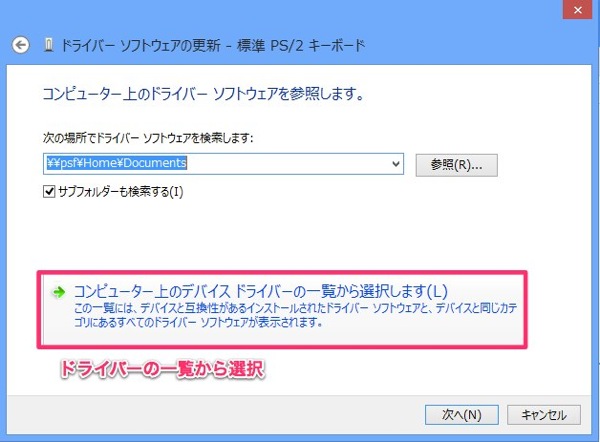 ドライバー ソフトウェアの更新 - 標準 PS/2 キーボード
コンピューター上のドライバー ソフトウェアを参照します。
次の場所でドライバー ソフトウェアを検索します:
¥¥psf¥Home¥Documents
参照(R)...
サブフォルダーも検索する(I)
コンピューター上のデバイス ドライバーの一覧から選択します(L)
この一覧には、デバイスと互換性があるインストールされたドライバー ソフトウェアと、デバイスと同じカテ
ゴリにあるすべてのドライバー ソフトウェアが表示されます。
ドライバーの一覧から選択
次へ(N)
キャンセル